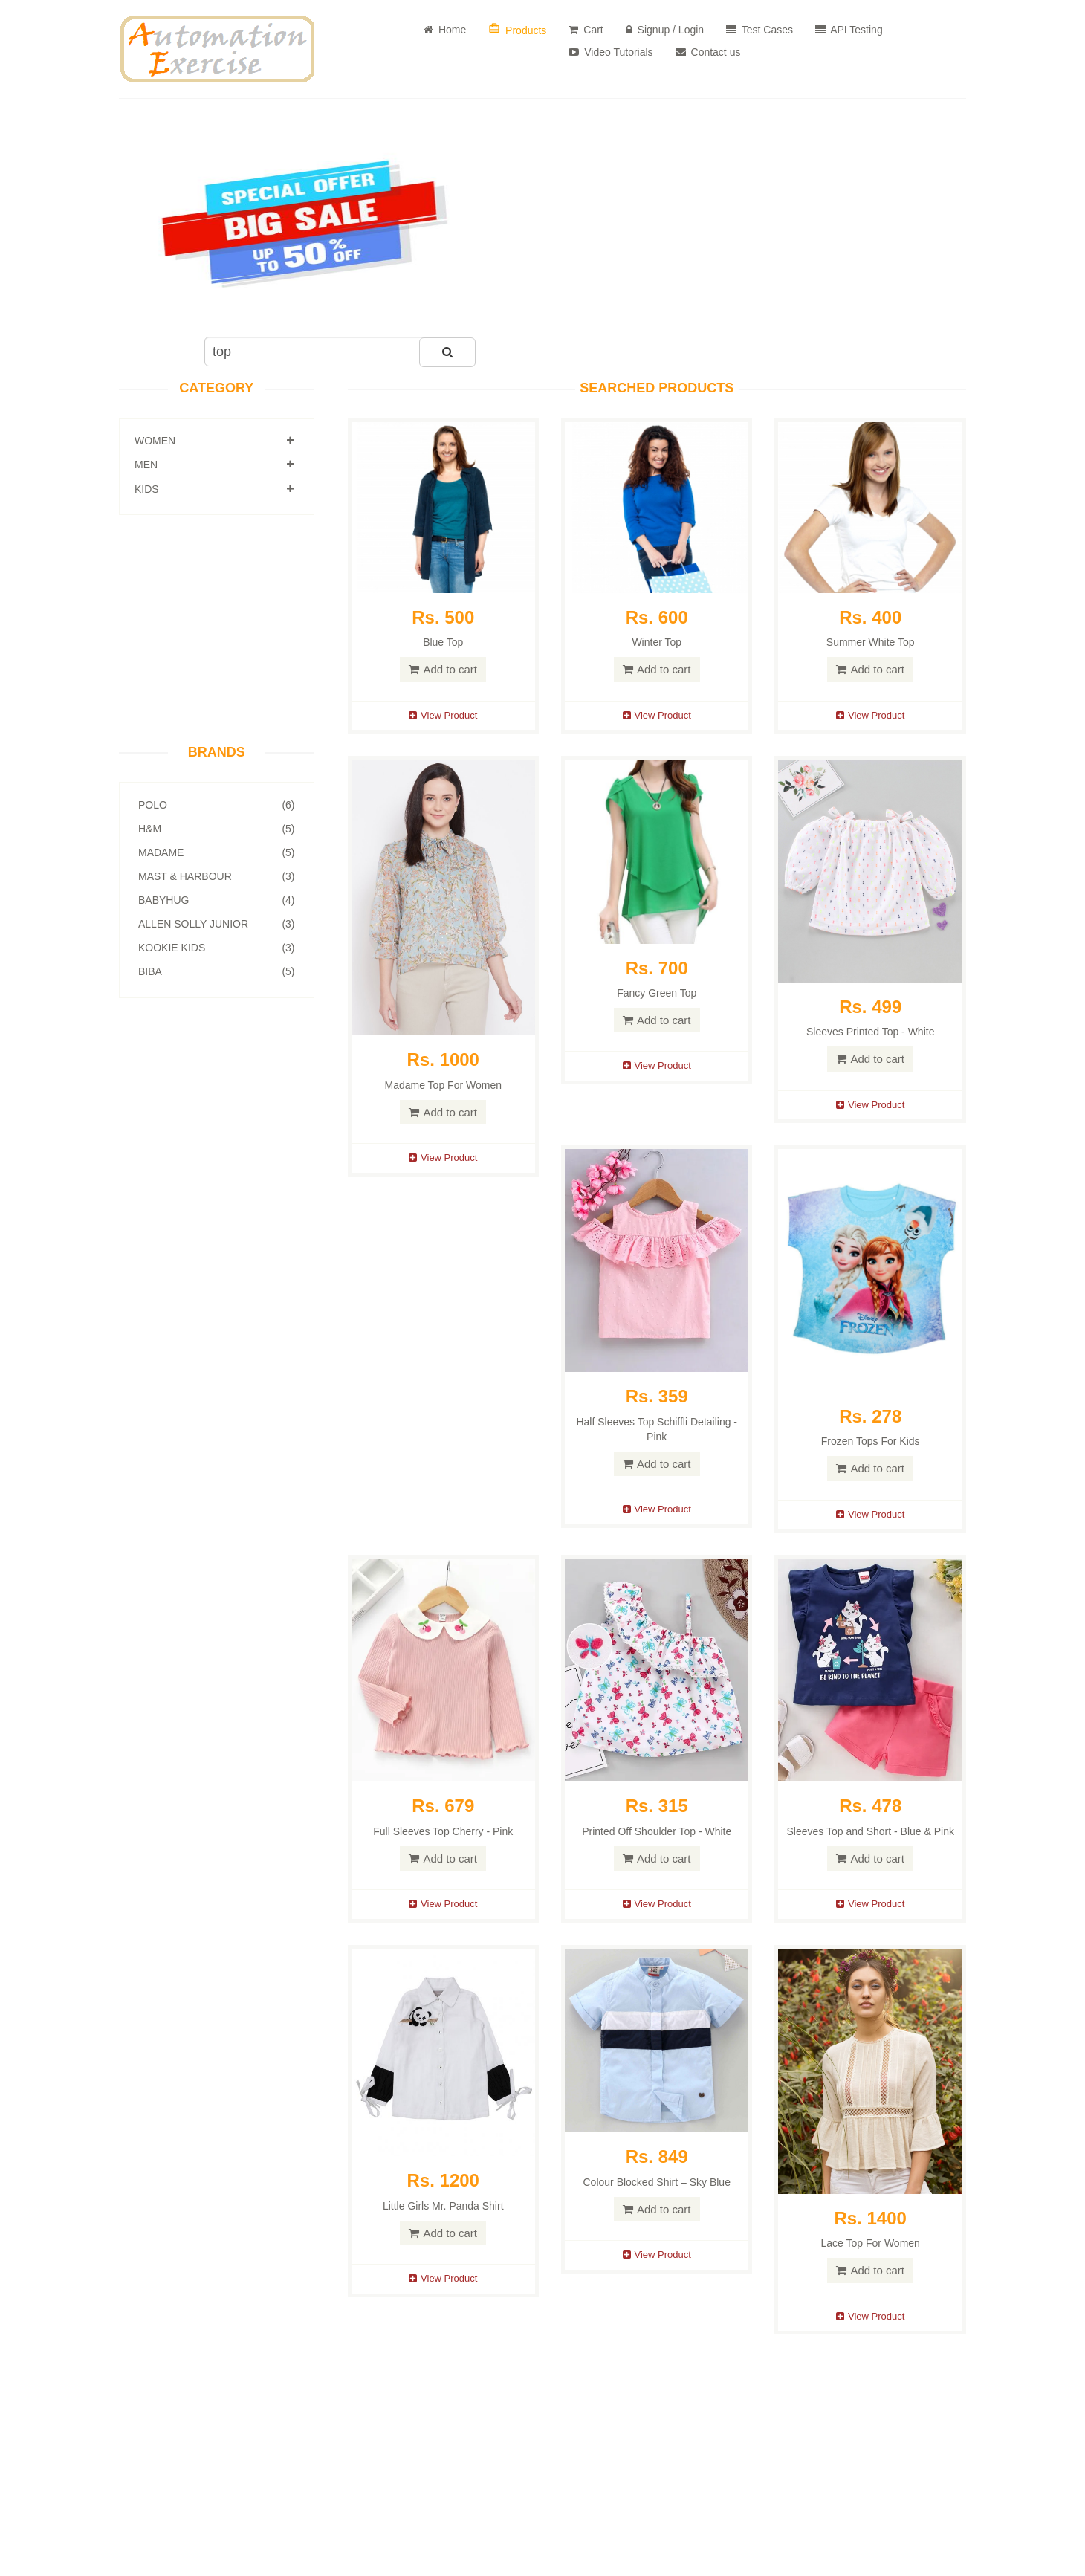 Automation
Exercise
Home
Products
Cart
Signup / Login
Test Cases
API Testing
Video Tutorials
Contact us
SPECIAL OFFER
BIG SALE
UP TO 50% OFF
top
CATEGORY
WOMEN
MEN
KIDS
BRANDS
POLO (6)
H&M (5)
MADAME (5)
MAST & HARBOUR (3)
BABYHUG (4)
ALLEN SOLLY JUNIOR (3)
KOOKIE KIDS (3)
BIBA (5)
SEARCHED PRODUCTS
Rs. 500
Blue Top
Add to cart
View Product
Rs. 600
Winter Top
Add to cart
View Product
Rs. 400
Summer White Top
Add to cart
View Product
Rs. 1000
Madame Top For Women
Add to cart
View Product
Rs. 700
Fancy Green Top
Add to cart
View Product
Rs. 499
Sleeves Printed Top - White
Add to cart
View Product
Rs. 359
Half Sleeves Top Schiffli Detailing -
Pink
Add to cart
View Product
Disney
FROZEN
Rs. 278
Frozen Tops For Kids
Add to cart
View Product
Rs. 679
Full Sleeves Top Cherry - Pink
Add to cart
View Product
Rs. 315
Printed Off Shoulder Top - White
Add to cart
View Product
BE KIND TO THE PLANET
Rs. 478
Sleeves Top and Short - Blue & Pink
Add to cart
View Product
Rs. 1200
Little Girls Mr. Panda Shirt
Add to cart
View Product
Rs. 849
Colour Blocked Shirt – Sky Blue
Add to cart
View Product
Rs. 1400
Lace Top For Women
Add to cart
View Product